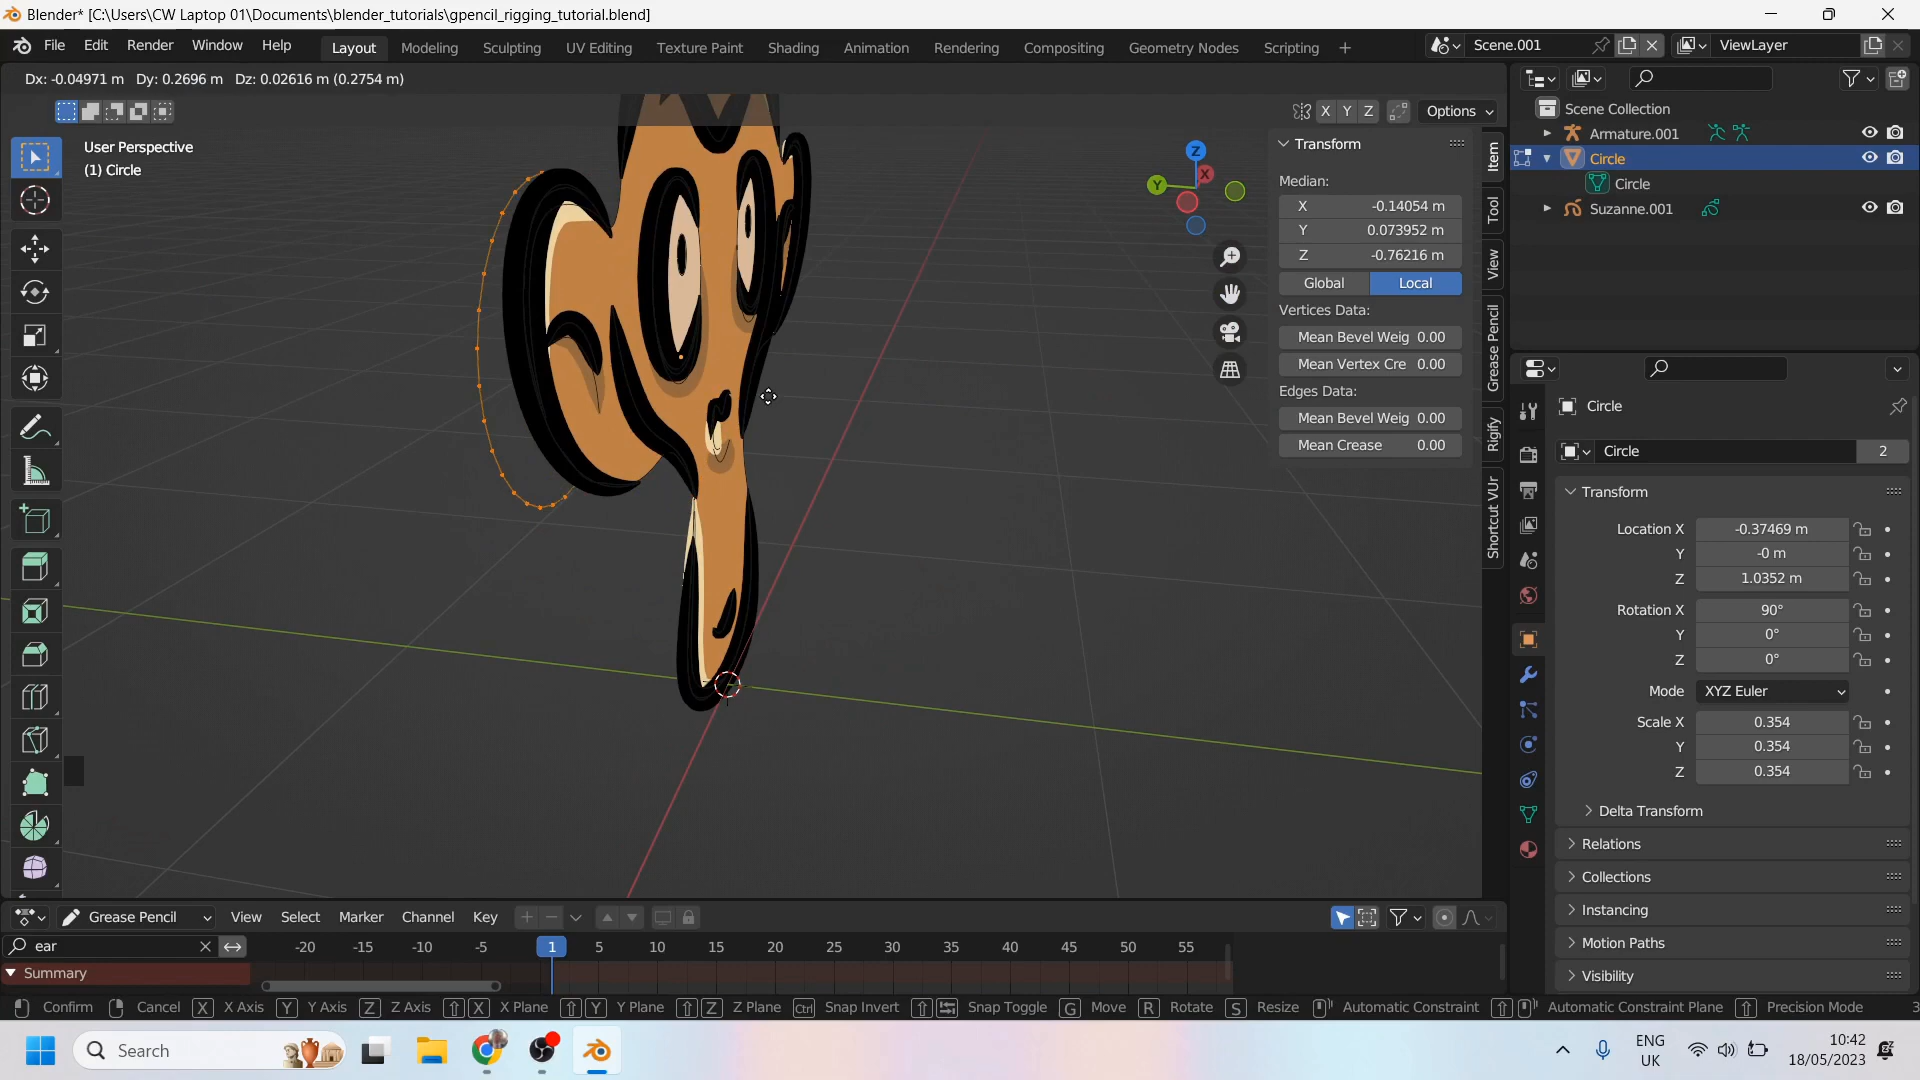 Blender* [C:\Users\CW Laptop 01\Documents\blender_tutorials\gpencil_rigging_tutorial.blend]
File Edit Render Window Help Layout Modeling Sculpting UV Editing Texture Paint Shading Animation Rendering Compositing Geometry Nodes Scripting + Scene.001 ViewLayer
Dx: -0.04971 m Dy: 0.2696 m Dz: 0.02616 m (0.2754 m)
X Y Z Options
User Perspective
(1) Circle
Z
X
Y
Transform
Median:
X -0.14054 m
Y 0.073952 m
Z -0.76216 m
Global Local
Vertices Data:
Mean Bevel Weig 0.00
Mean Vertex Cre 0.00
Edges Data:
Mean Bevel Weig 0.00
Mean Crease 0.00
Item
Tool
View
Grease Pencil
Rigify
Shortcut VUr
Scene Collection
Armature.001
Circle
Circle
Suzanne.001
Circle
Circle 2
Transform
Location X -0.37469 m
Y -0 m
Z 1.0352 m
Rotation X 90°
Y 0°
Z 0°
Mode XYZ Euler
Scale X 0.354
Y 0.354
Z 0.354
Delta Transform
Relations
Collections
Instancing
Motion Paths
Visibility
Grease Pencil View Select Marker Channel Key
ear -20 -15 -10 -5 1 5 10 15 20 25 30 35 40 45 50 55
Summary
Confirm Cancel X X Axis Y Y Axis Z Z Axis X X Plane Y Y Plane Z Z Plane Ctrl Snap Invert Snap Toggle G Move R Rotate S Resize Automatic Constraint Automatic Constraint Plane Precision Mode 3
Search
ENG
UK
10:42
18/05/2023